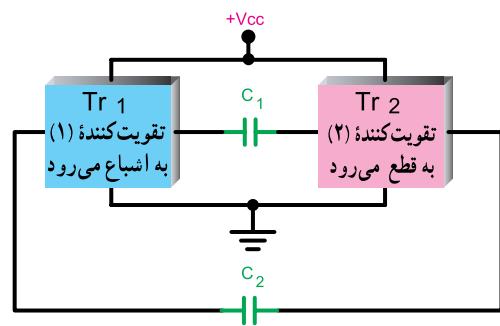 +Vcc
Tr 1
تقویت‌کنندهٔ (۱)
به اشباع می‌رود
C1
Tr 2
تقویت‌کنندهٔ (۲)
به قطع می‌رود
C2